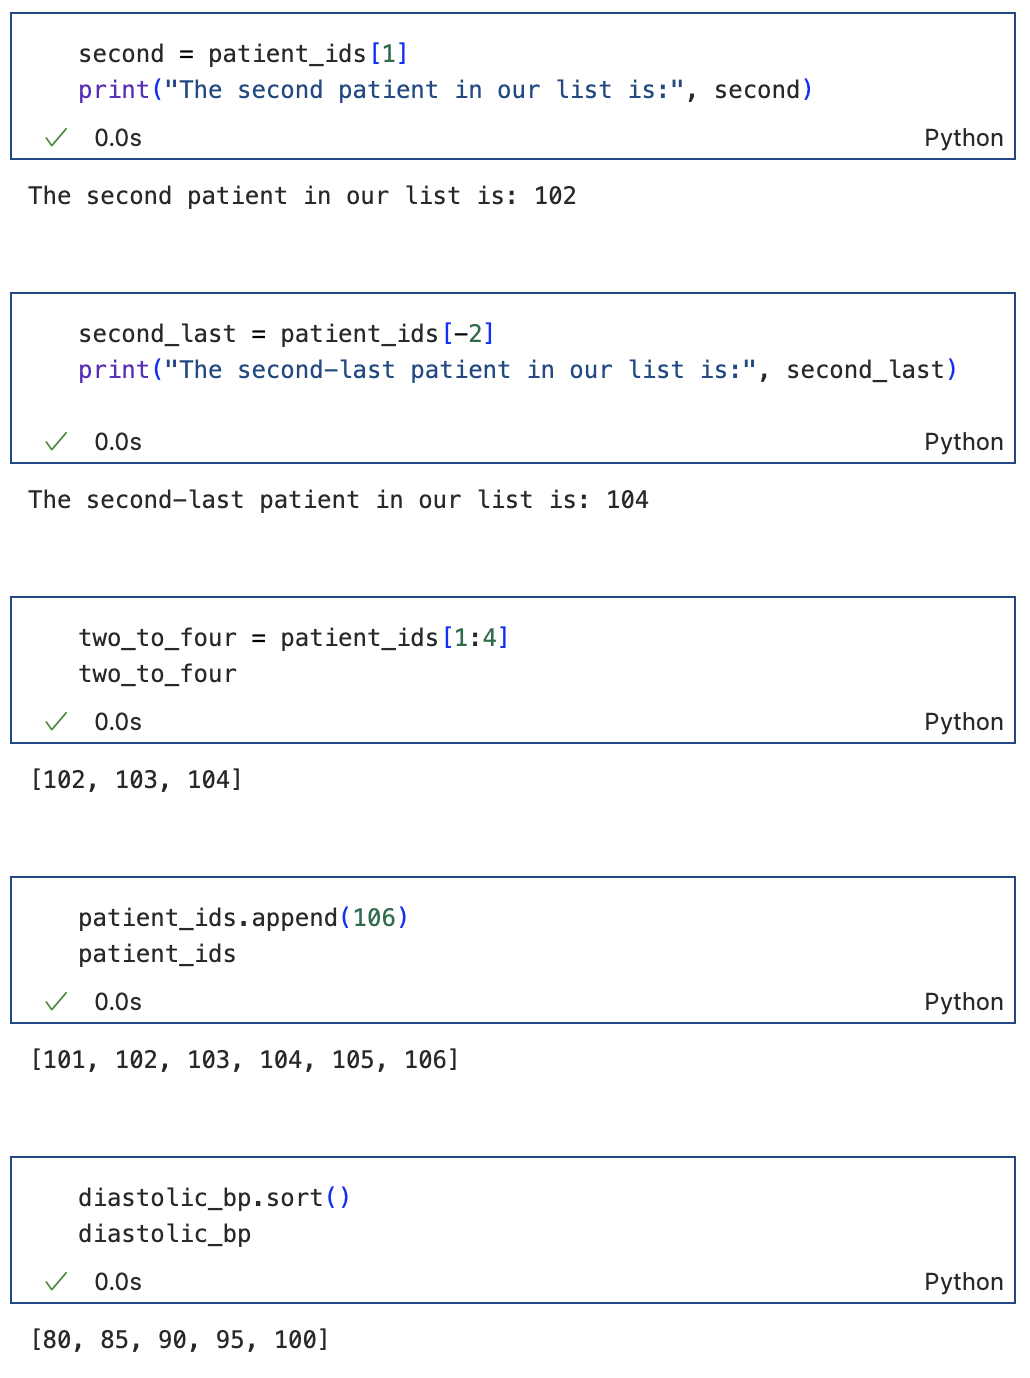 second = patient_ids[1]
print("The second patient in our list is:", second)
0.0s Python
The second patient in our list is: 102
second_last = patient_ids[-2]
print("The second-last patient in our list is:", second_last)
0.0s Python
The second-last patient in our list is: 104
two_to_four = patient_ids[1:4]
two_to_four
0.0s Python
[102, 103, 104]
patient_ids.append(106)
patient_ids
0.0s Python
[101, 102, 103, 104, 105, 106]
diastolic_bp.sort()
diastolic_bp
0.0s Python
[80, 85, 90, 95, 100]